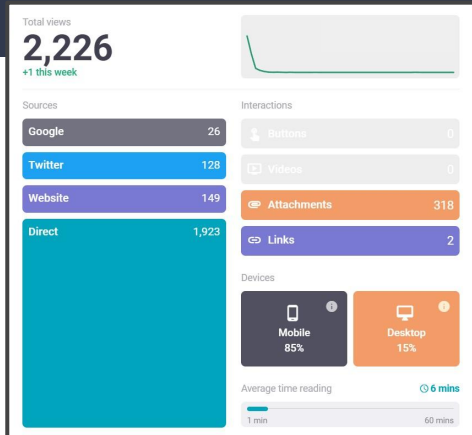 Total views
2,226
+1 this week
Sources
Google 26
Twitter 128
Website 149
Direct 1,923
Interactions
Buttons 0
Videos 0
Attachments 318
Links 2
Devices
Mobile
85%
Desktop
15%
Average time reading 6 mins
1 min 60 mins